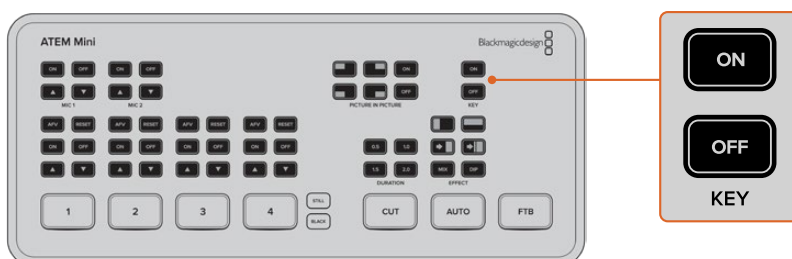 ATEM Mini
Blackmagicdesign
ON OFF ON OFF ON ON
MIC 1 MIC 2 OFF OFF
PICTURE IN PICTURE KEY
AFV RESET AFV RESET AFV RESET AFV RESET
ON OFF ON OFF ON OFF ON OFF 0.5 1.0
1.5 2.0 MIX DIP
DURATION EFFECT
1 2 3 4 STILL BLACK CUT AUTO FTB
ON
OFF
KEY